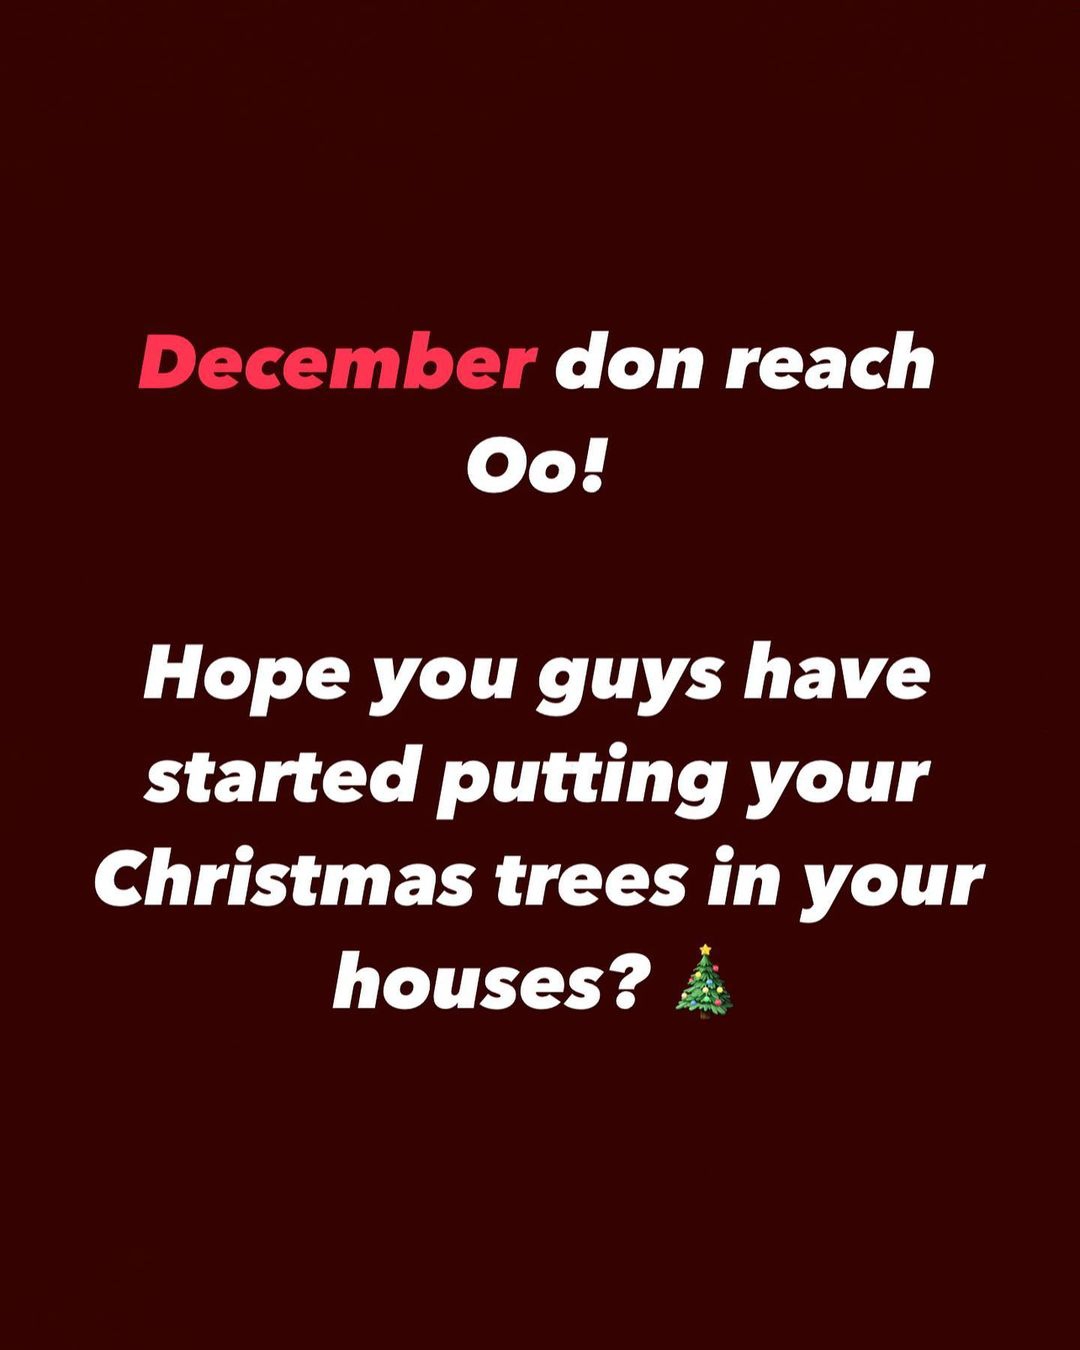 December don reach
Oo!
Hope you guys have
started putting your
Christmas trees in your
houses? 🎄